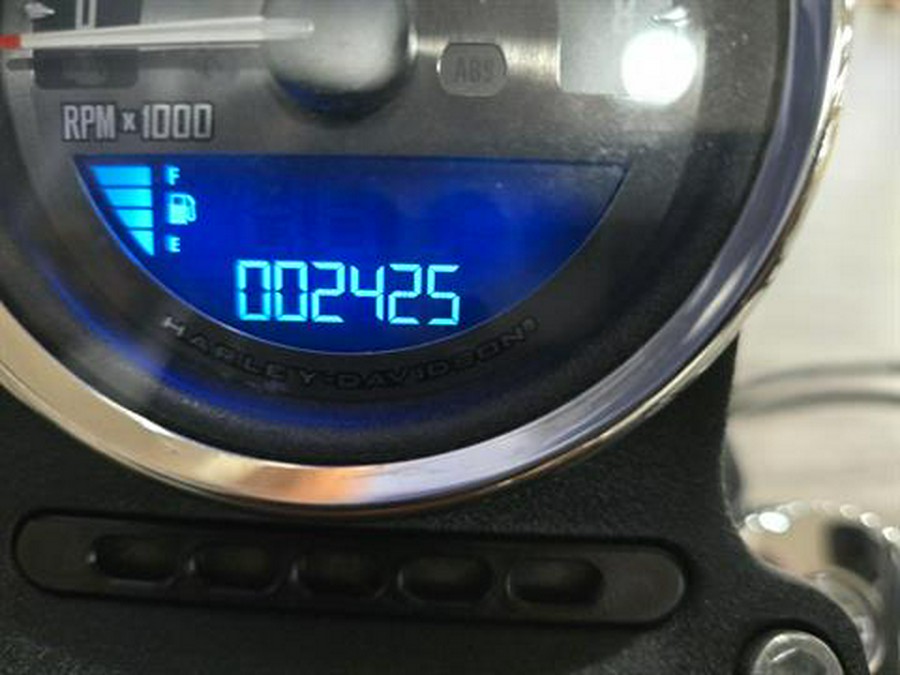 ABS
RPM x 1000
F
E
002425
HARLEY-DAVIDSON®